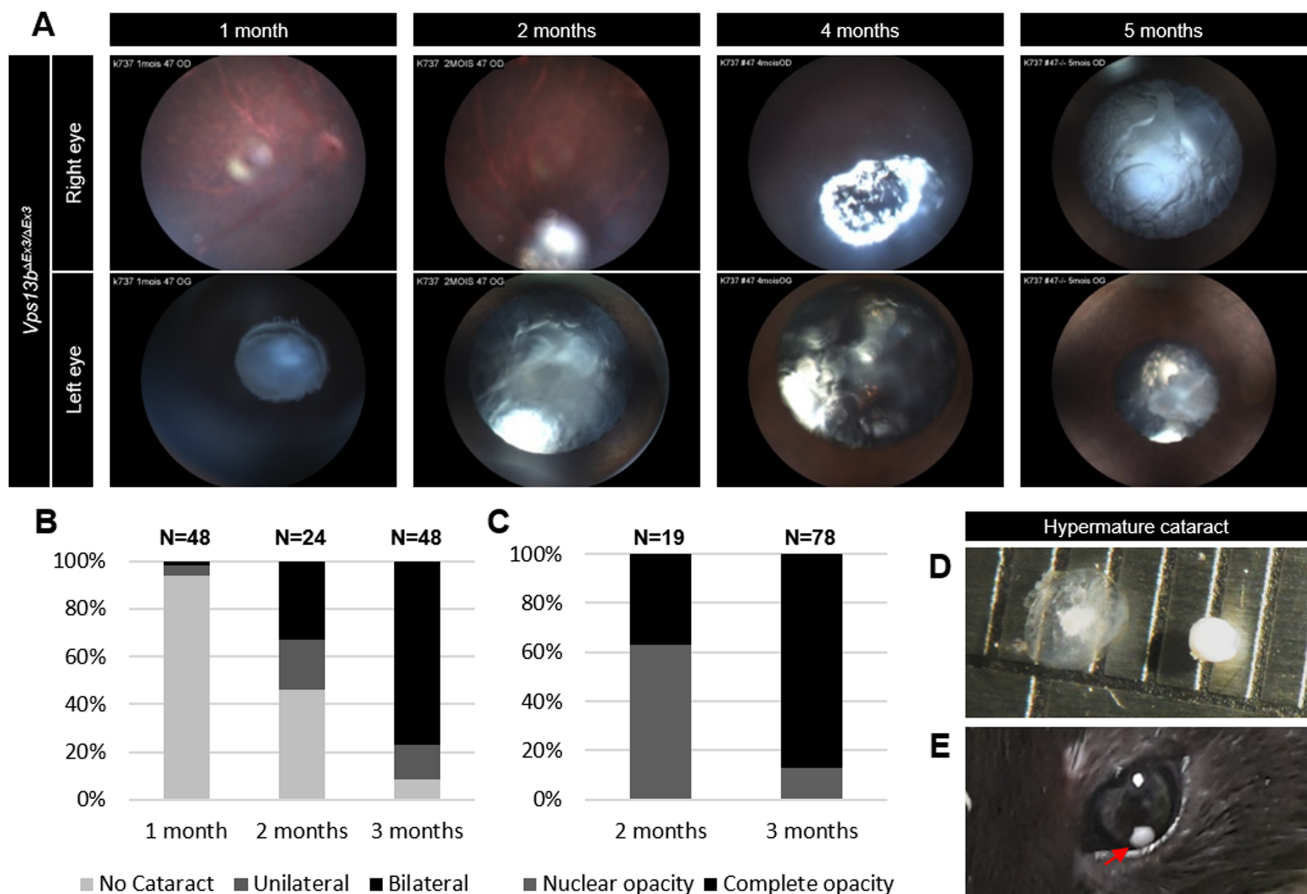 A
1 month
2 months
4 months
5 months
Vps13b^ΔEx3/ΔEx3
Right eye
Left eye
k737 1mois 47 OD
K737 2MOIS 47 OD
K737 #47 4moisOD
K737 #47-/- 5mois OD
k737 1mois 47 OG
K737 2MOIS 47 OG
K737 #47 4moisOG
K737 #47-/- 5mois OG
B
N=48
N=24
N=48
100%
80%
60%
40%
20%
0%
1 month
2 months
3 months
No Cataract
Unilateral
Bilateral
C
N=19
N=78
100%
80%
60%
40%
20%
0%
2 months
3 months
Nuclear opacity
Complete opacity
Hypermature cataract
D
E